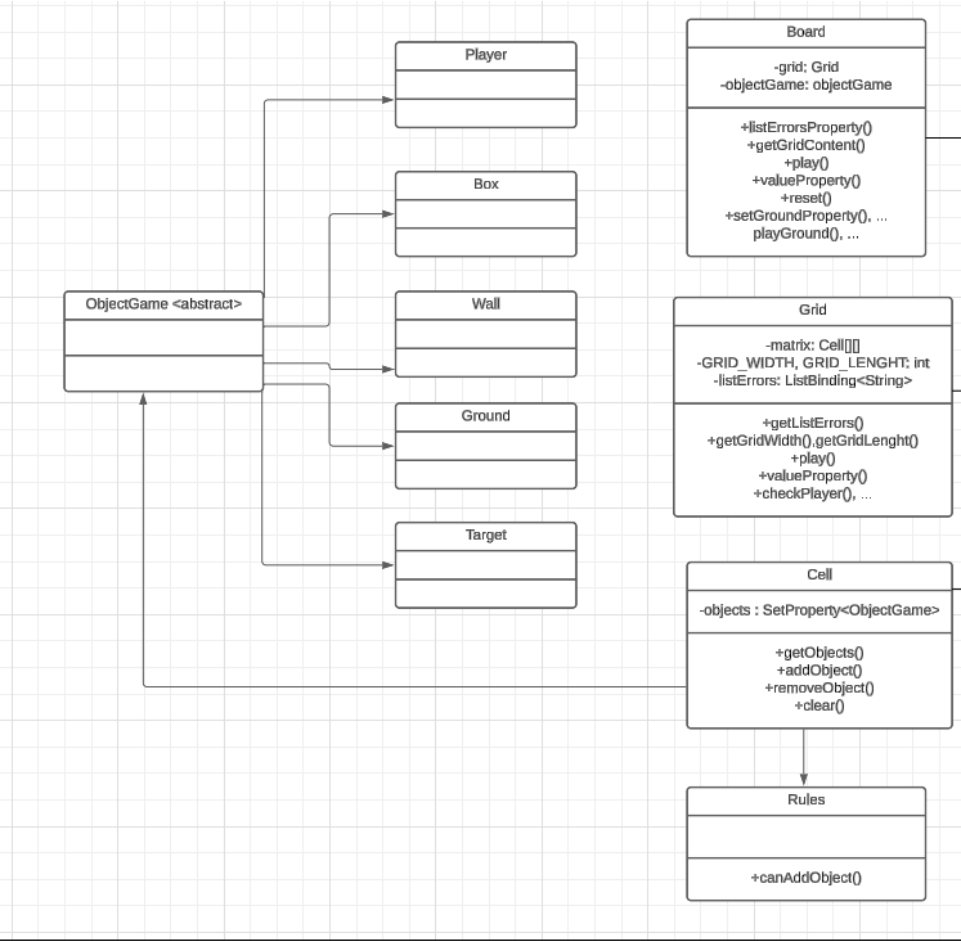 Player
Box
ObjectGame <abstract>
Wall
Ground
Target
Board
-grid; Grid
-objectGame: objectGame
+listErrorsProperty()
+getGridContent()
+play()
+valueProperty()
+reset()
+setGroundProperty(), ...
playGround(), ...
Grid
-matrix: Cell[][]
-GRID_WIDTH, GRID_LENGHT; int
-listErrors: ListBinding<String>
+getListErrors()
+getGridWidth(),getGridLenght()
+play()
+valueProperty()
+checkPlayer(), ...
Cell
-objects : SetProperty<ObjectGame>
+getObjects()
+addObject()
+removeObject()
+clear()
Rules
+canAddObject()